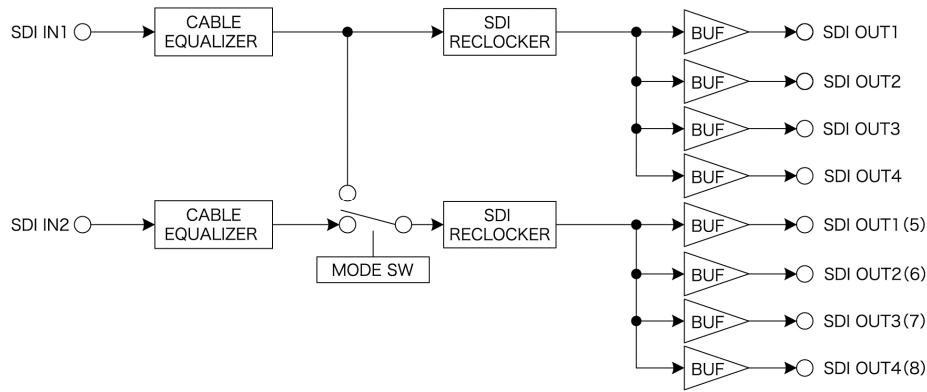 SDI IN1
CABLE
EQUALIZER
SDI
RECLOCKER
BUF
SDI OUT1
BUF
SDI OUT2
BUF
SDI OUT3
BUF
SDI OUT4
SDI IN2
CABLE
EQUALIZER
MODE SW
SDI
RECLOCKER
BUF
SDI OUT1(5)
BUF
SDI OUT2(6)
BUF
SDI OUT3(7)
BUF
SDI OUT4(8)